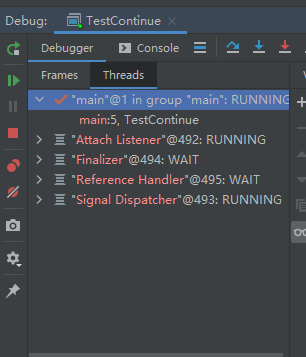 Debug: TestContinue
Debugger Console
Frames Threads
"main"@1 in group "main": RUNNING
main:5, TestContinue
"Attach Listener"@492: RUNNING
"Finalizer"@494: WAIT
"Reference Handler"@495: WAIT
"Signal Dispatcher"@493: RUNNING